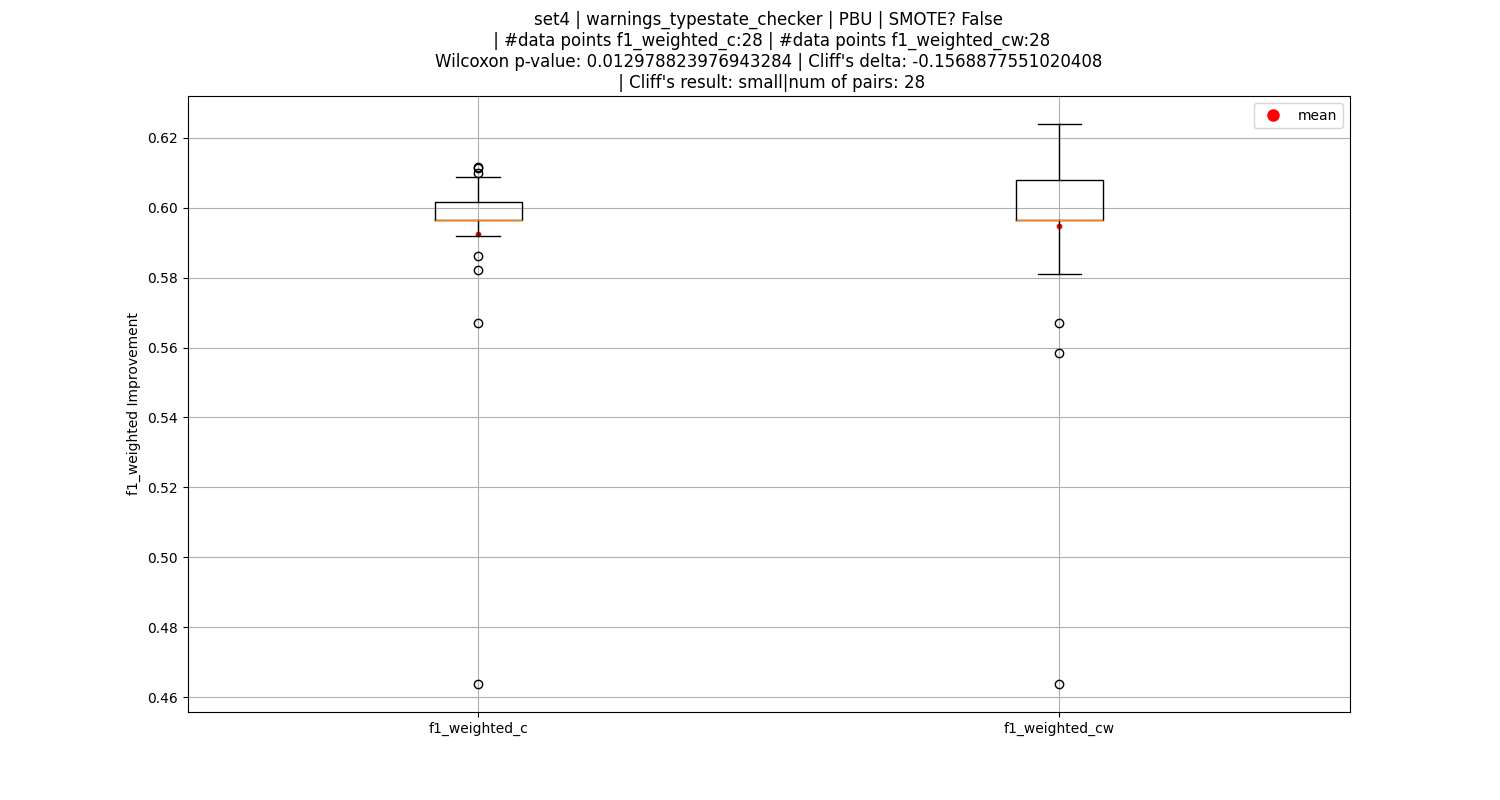 set4 | warnings_typestate_checker | PBU | SMOTE? False
| #data points f1_weighted_c:28 | #data points f1_weighted_cw:28
Wilcoxon p-value: 0.012978823976943284 | Cliff's delta: -0.1568877551020408
| Cliff's result: small|num of pairs: 28
mean
0.62
0.60
0.58
0.56
0.54
0.52
0.50
0.48
0.46
f1_weighted Improvement
f1_weighted_c
f1_weighted_cw